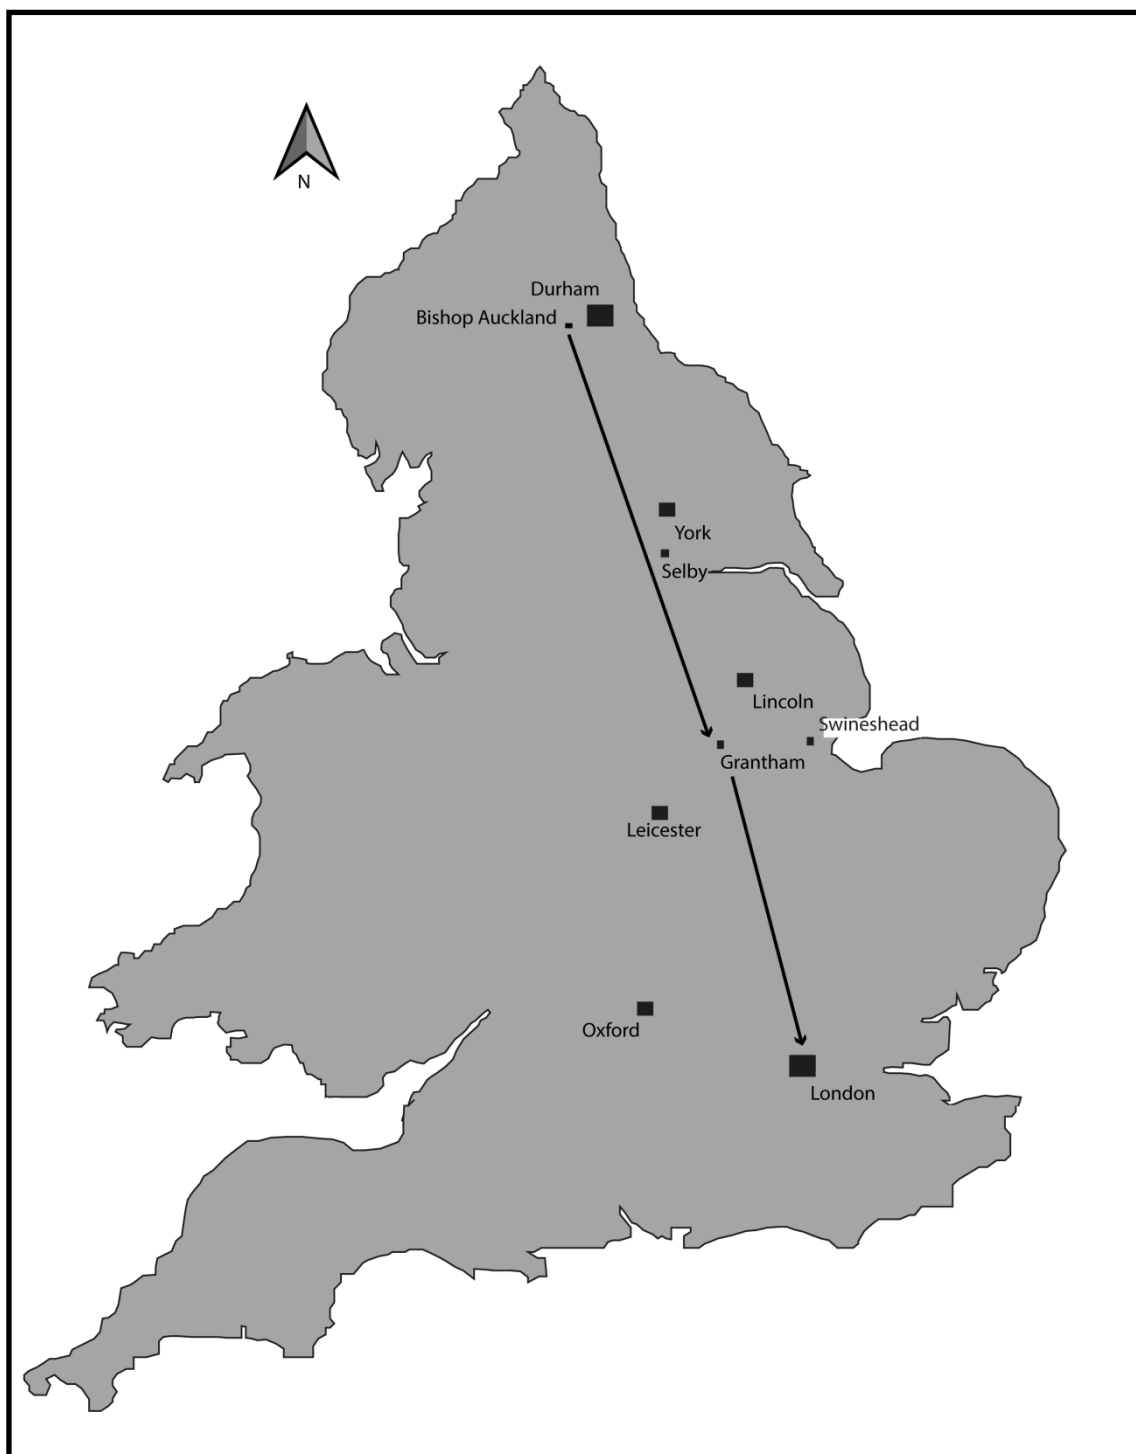 N
Durham
Bishop Auckland
York
Selby
Lincoln
Swineshead
Grantham
Leicester
Oxford
London